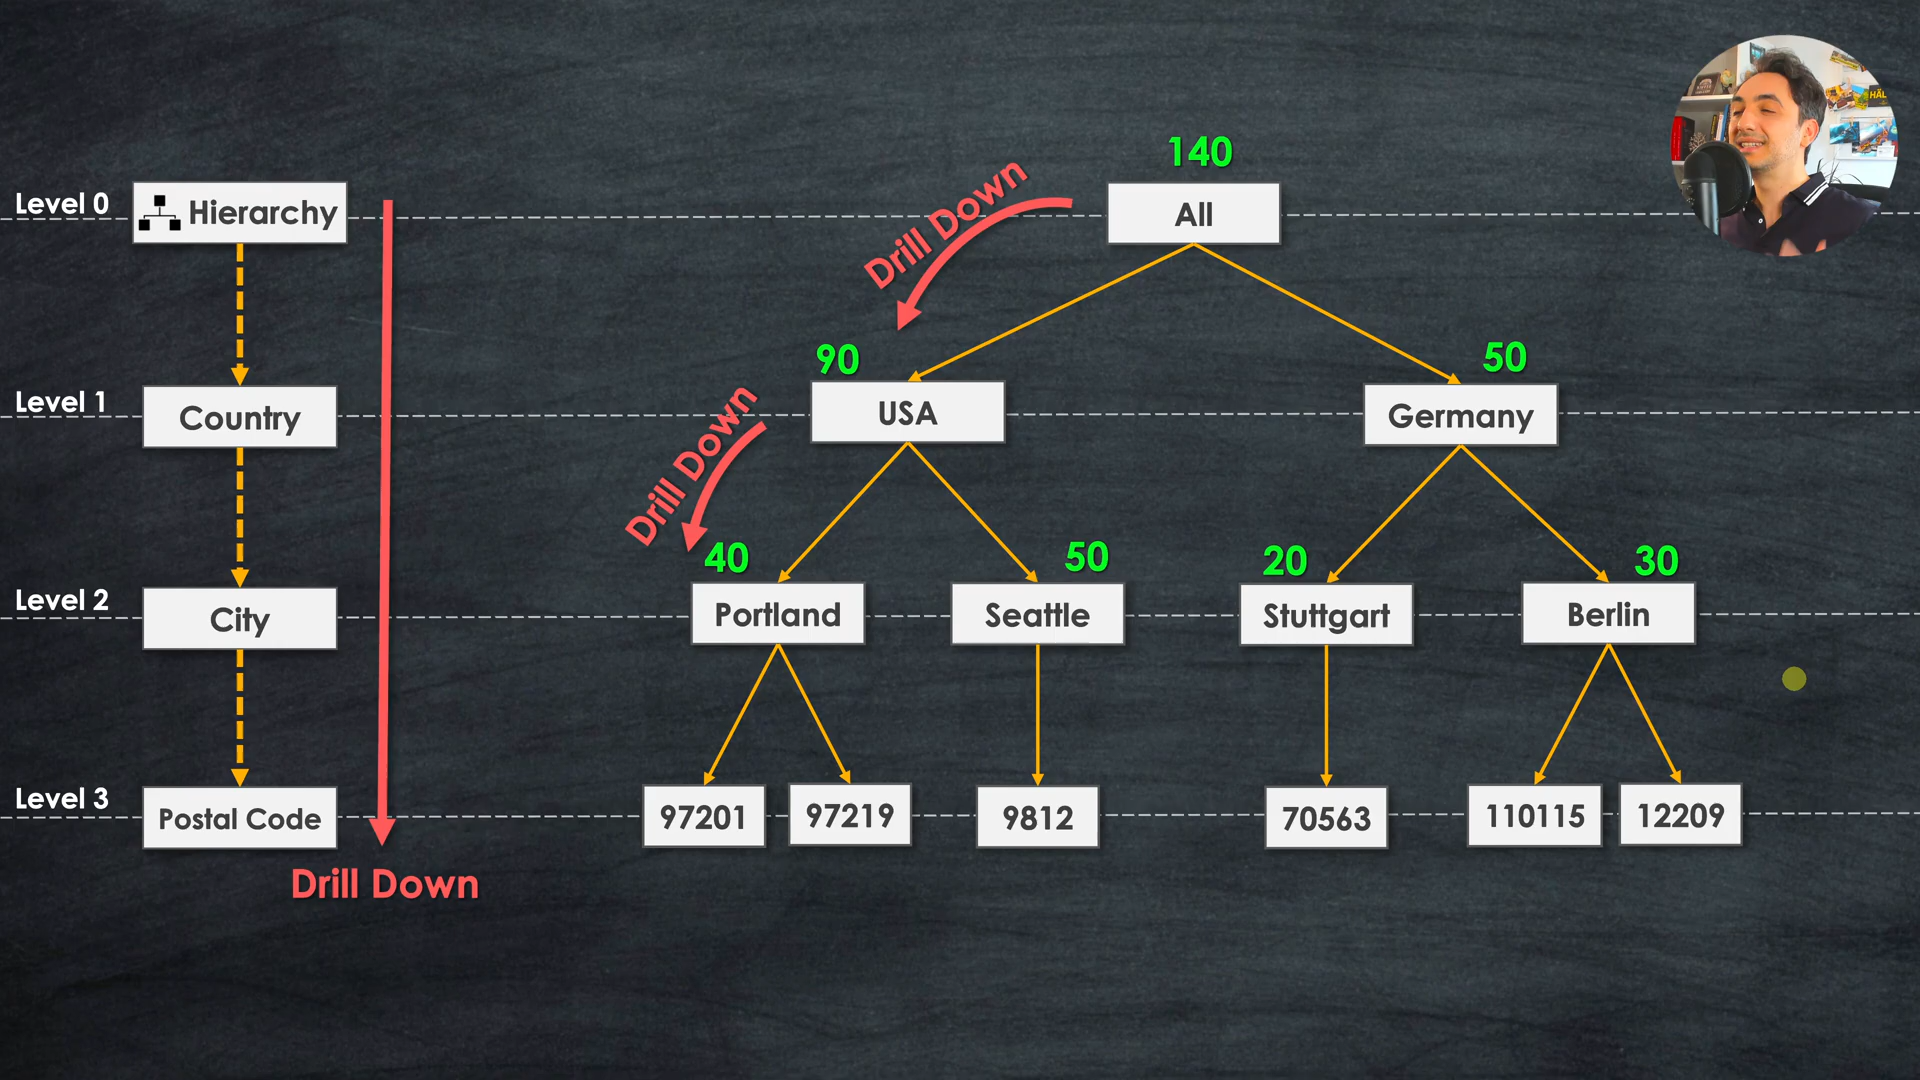 140
Level 0
Hierarchy
Drill Down
All
90
50
Level 1
Country
USA
Germany
Drill Down
40
50
20
30
Level 2
City
Portland
Seattle
Stuttgart
Berlin
Level 3
Postal Code
97201
97219
9812
70563
110115
12209
Drill Down
HÄL